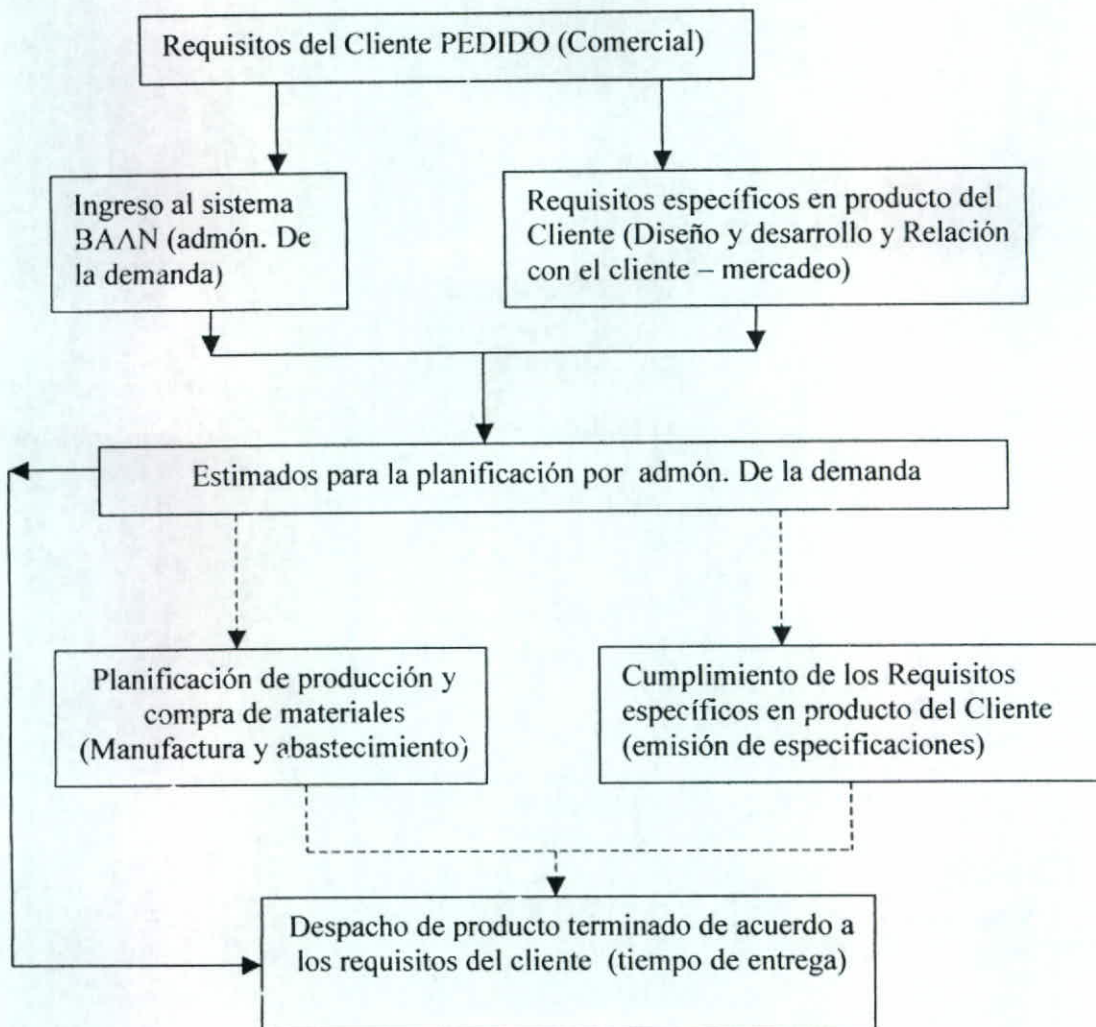 Requisitos del Cliente PEDIDO (Comercial)
Ingreso al sistema
BAAN (admón. De
la demanda)
Requisitos específicos en producto del
Cliente (Diseño y desarrollo y Relación
con el cliente – mercadeo)
Estimados para la planificación por admón. De la demanda
Planificación de producción y
compra de materiales
(Manufactura y abastecimiento)
Cumplimiento de los Requisitos
específicos en producto del Cliente
(emisión de especificaciones)
Despacho de producto terminado de acuerdo a
los requisitos del cliente (tiempo de entrega)